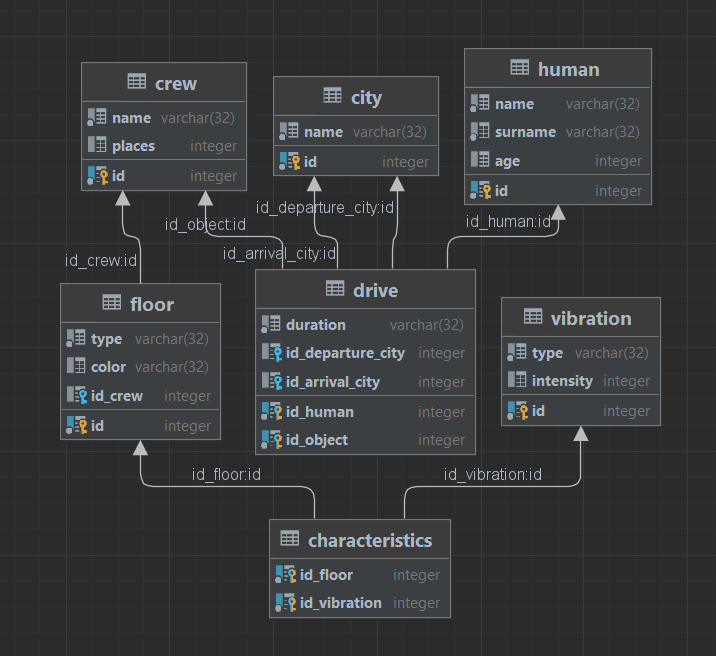 crew
name varchar(32)
places integer
id integer
city
name varchar(32)
id integer
human
name varchar(32)
surname varchar(32)
age integer
id integer
id_departure_city:id
id_object:id
id_human:id
id_arrival_city:id
id_crew:id
floor
type varchar(32)
color varchar(32)
id_crew integer
id integer
drive
duration varchar(32)
id_departure_city integer
id_arrival_city integer
id_human integer
id_object integer
vibration
type varchar(32)
intensity integer
id integer
id_floor:id
id_vibration:id
characteristics
id_floor integer
id_vibration integer